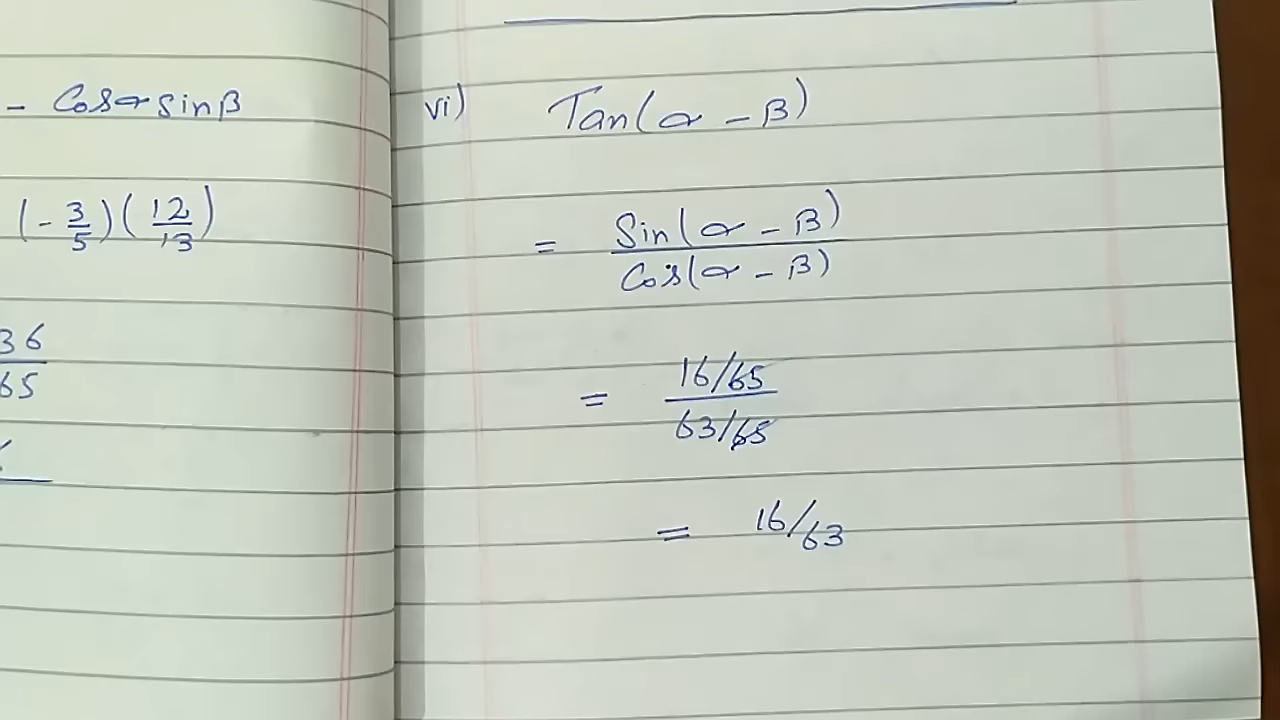 - Cosα sinβ
(-3/5)(12/13)
36
65
vi) Tan(α - β)
= Sin(α - β)
Cos(α - β)
= 16/65
63/65
= 16/63